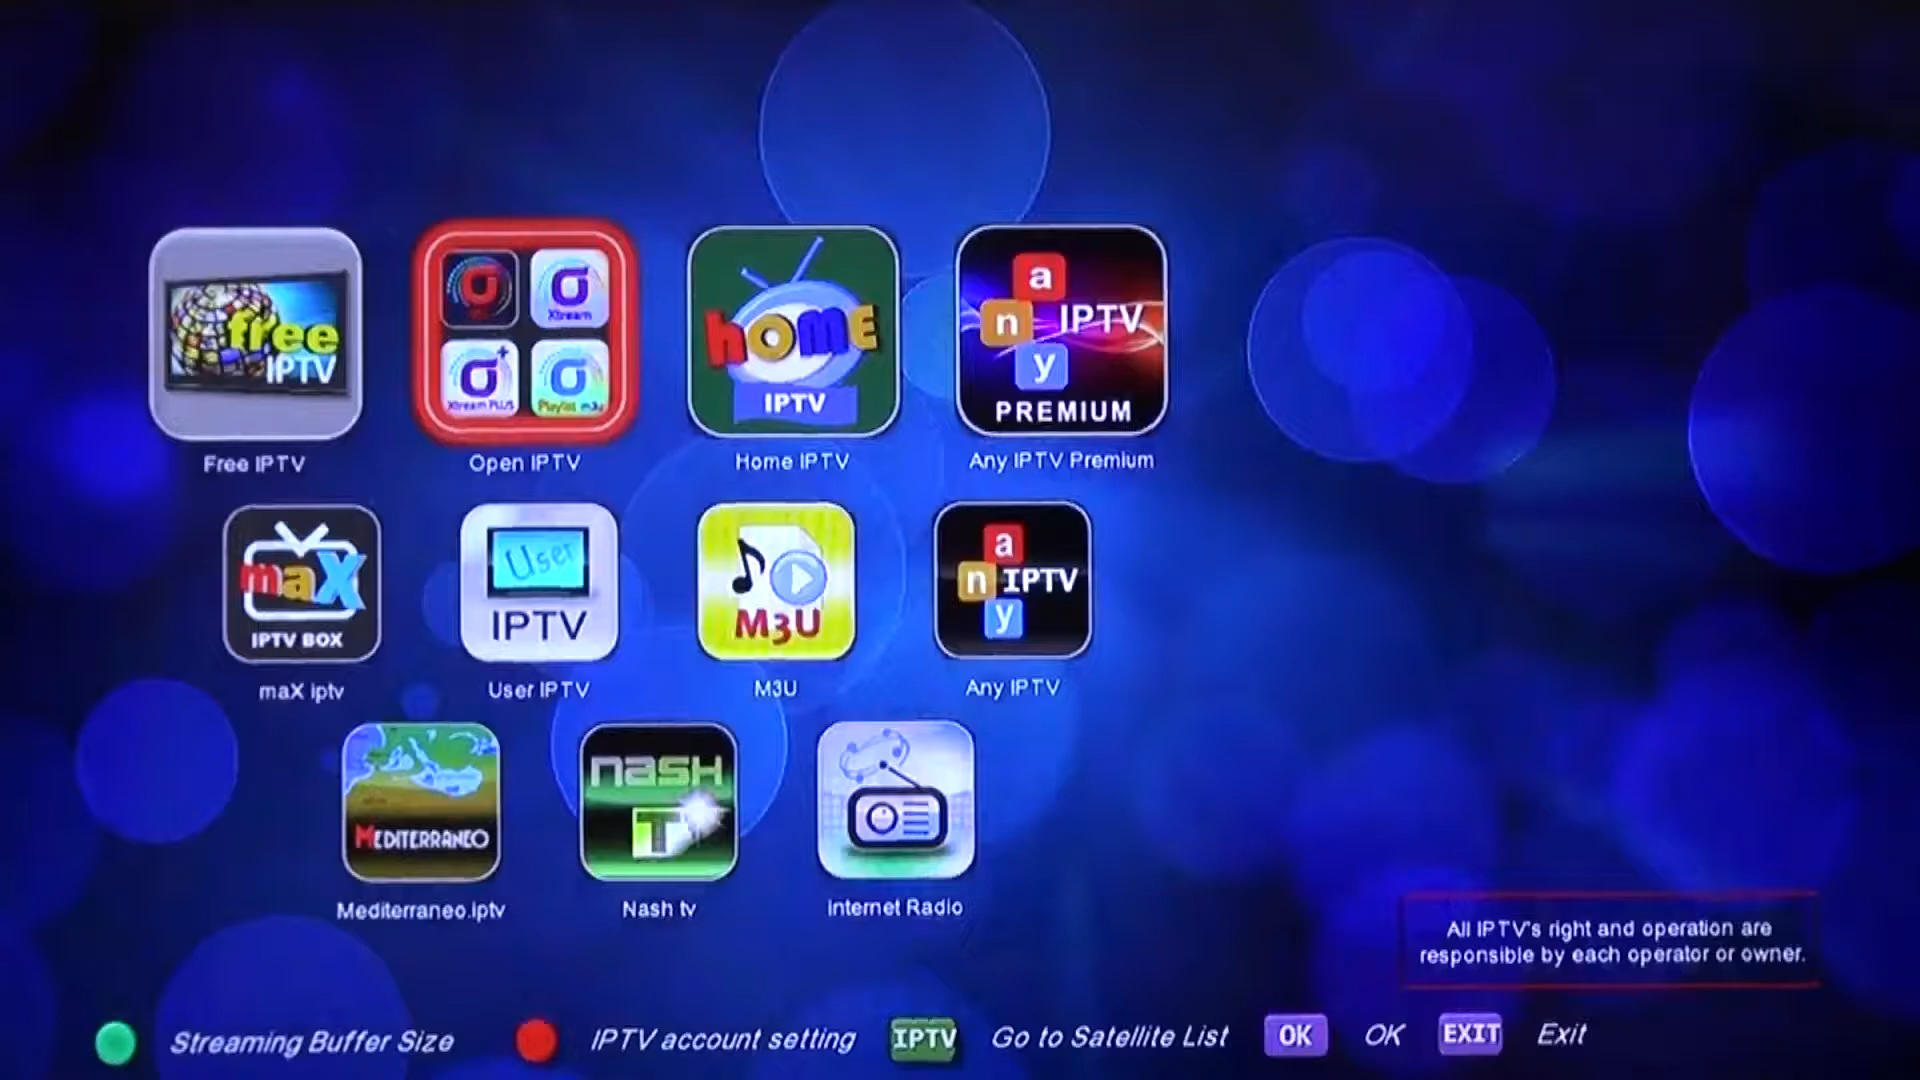 free
IPTV
Xtream
Xtream PLUS
Playlist m3u
HOME
IPTV
a
n IPTV
y
PREMIUM
Free IPTV
Open IPTV
Home IPTV
Any IPTV Premium
maX
IPTV BOX
User
IPTV
M3U
a
n IPTV
y
maX iptv
User IPTV
M3U
Any IPTV
MEDITERRANEO
nasH
T
Mediterraneo.iptv
Nash tv
Internet Radio
All IPTV's right and operation are
responsible by each operator or owner.
Streaming Buffer Size
IPTV account setting
IPTV Go to Satellite List
OK OK
EXIT Exit